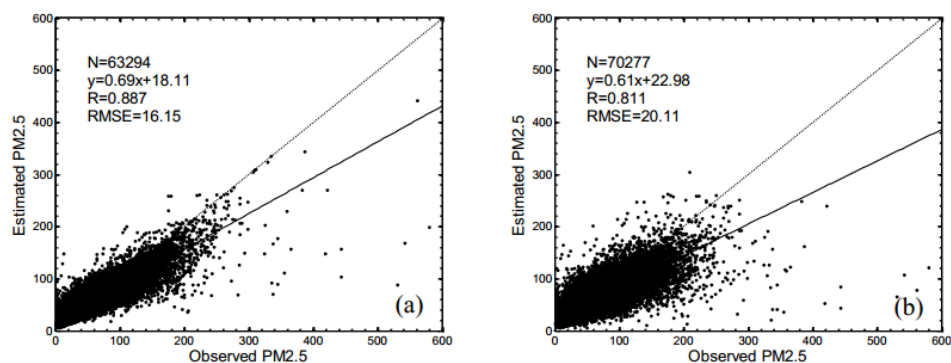 600
500
400
300
200
100
0
Estimated PM2.5
N=63294
y=0.69x+18.11
R=0.887
RMSE=16.15
(a)
0 100 200 300 400 500 600
Observed PM2.5
600
500
400
300
200
100
0
Estimated PM2.5
N=70277
y=0.61x+22.98
R=0.811
RMSE=20.11
(b)
0 100 200 300 400 500 600
Observed PM2.5